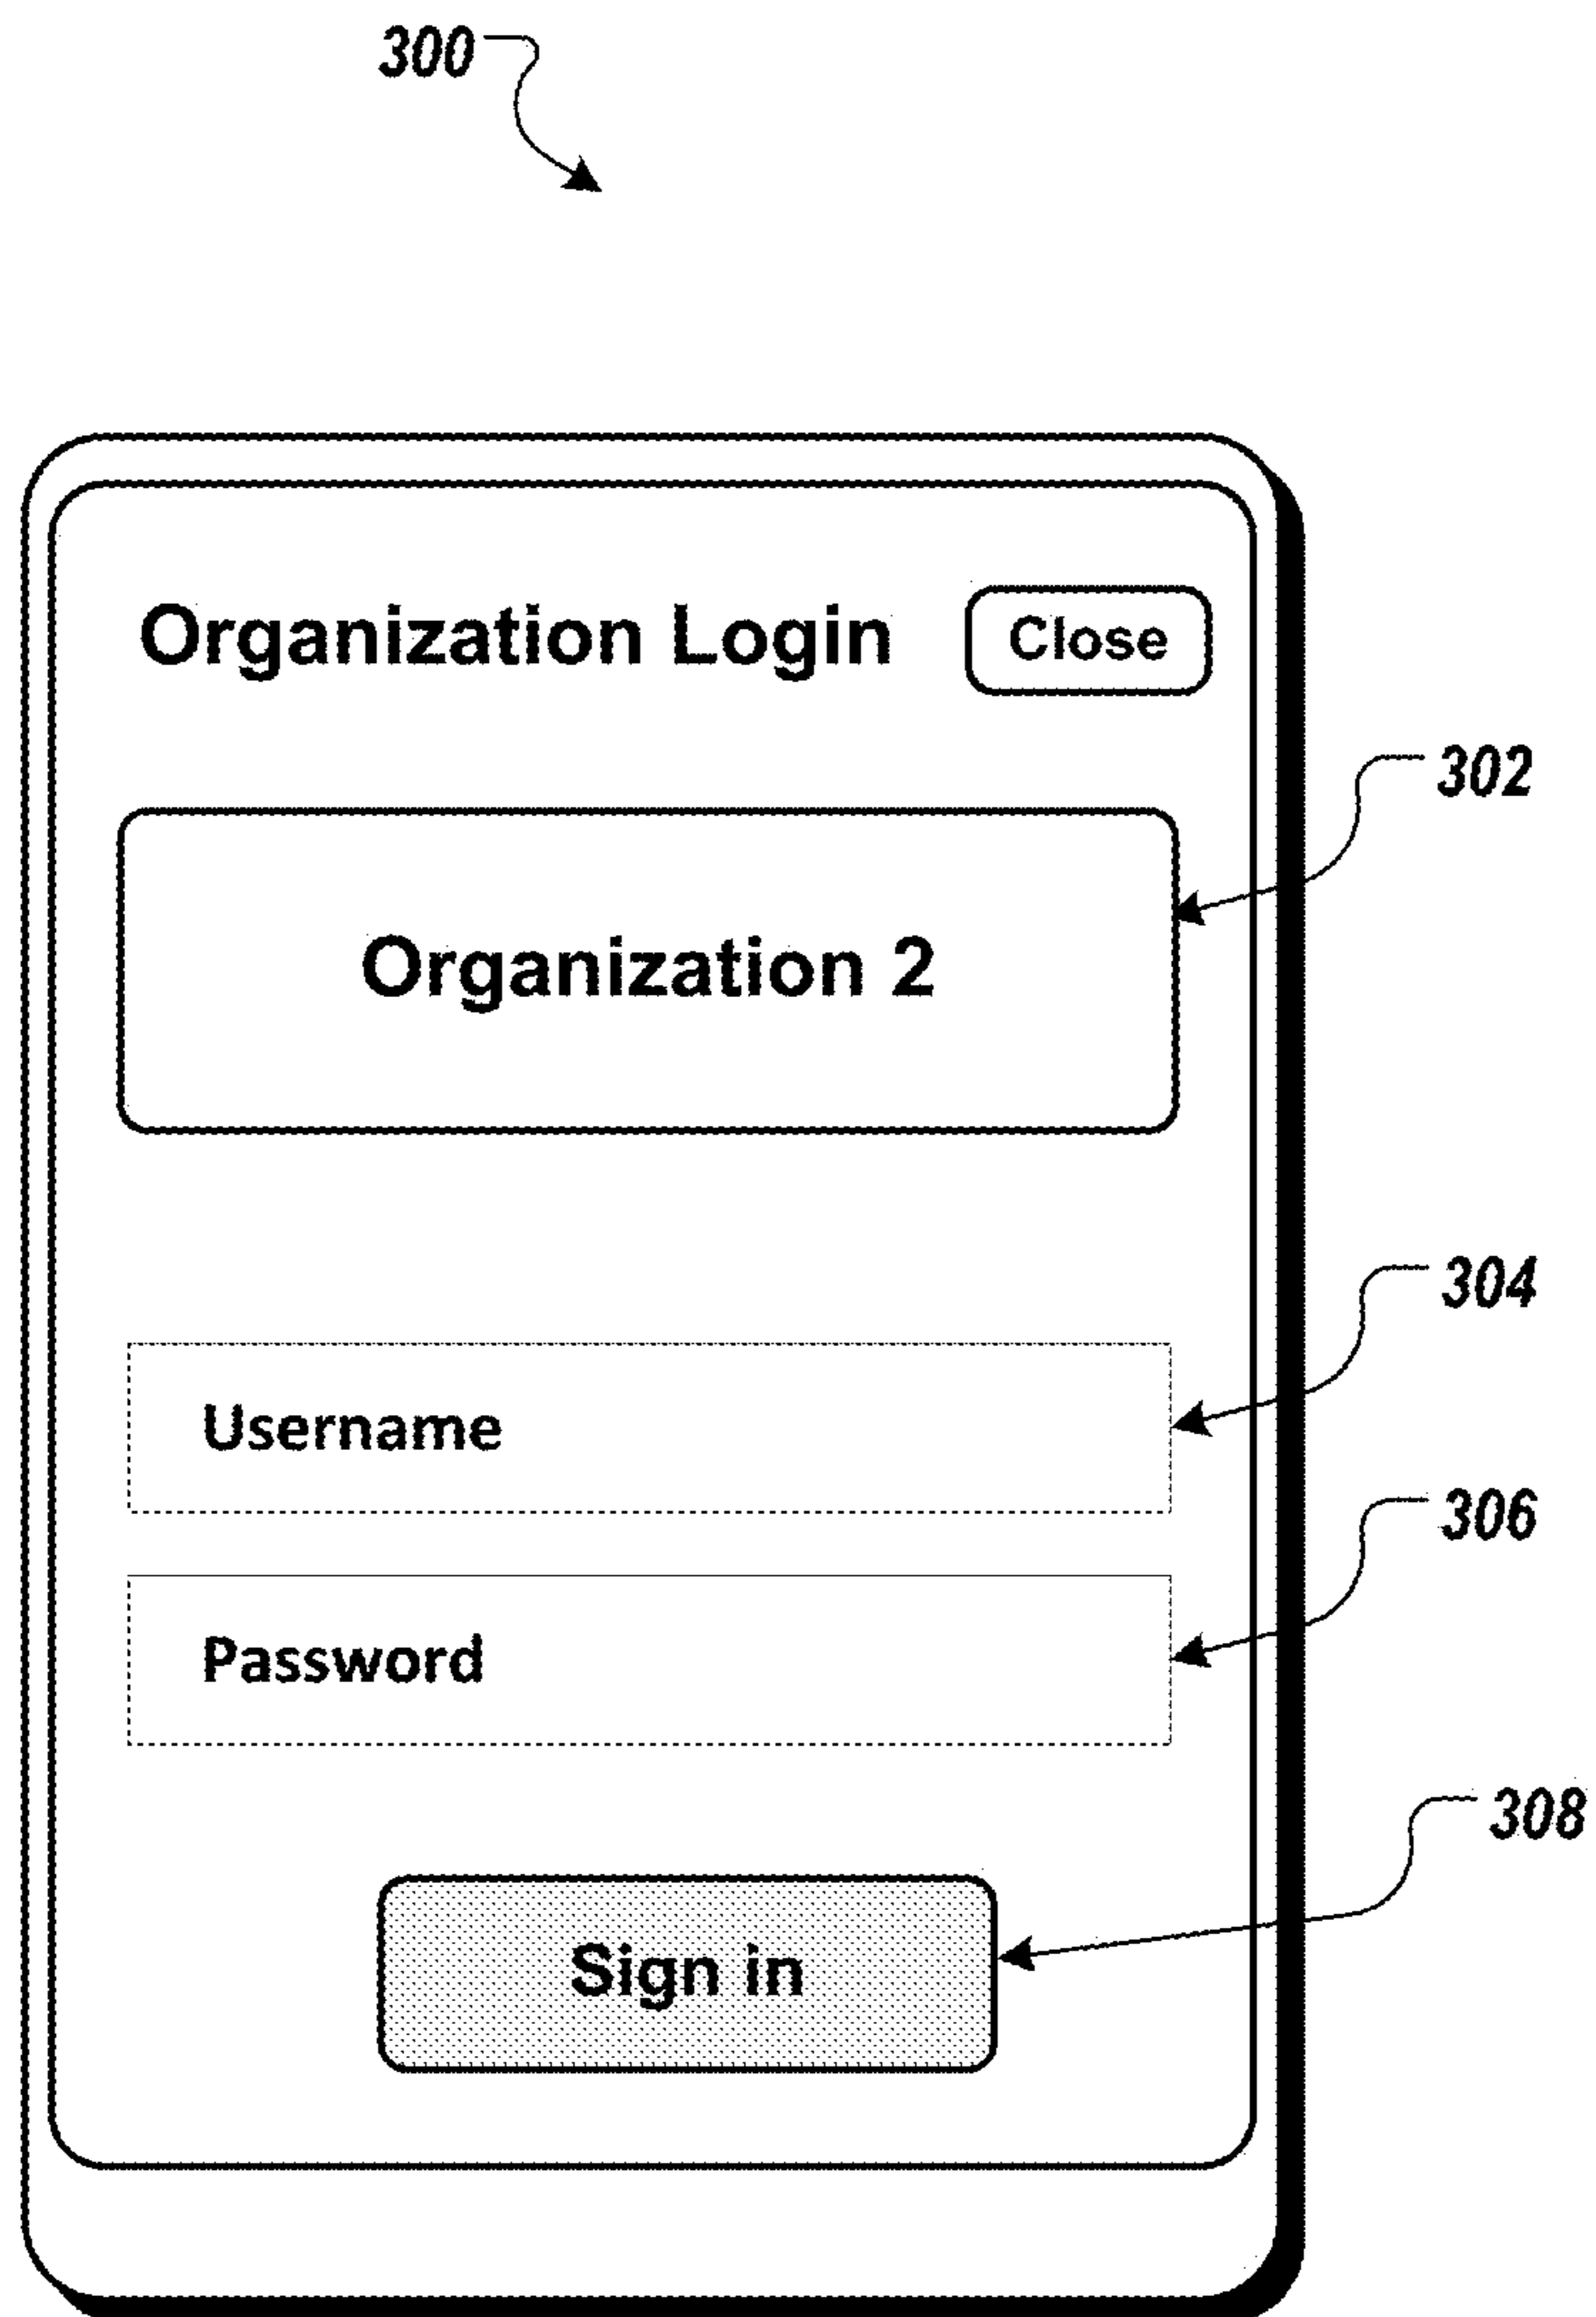 300
Organization Login
Close
302
Organization 2
304
Username
306
Password
308
Sign in